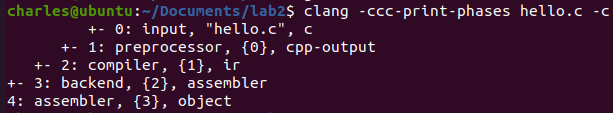 charles@ubuntu:~/Documents/lab2$ clang -ccc-print-phases hello.c -c
            +- 0: input, "hello.c", c
         +- 1: preprocessor, {0}, cpp-output
      +- 2: compiler, {1}, ir
   +- 3: backend, {2}, assembler
4: assembler, {3}, object